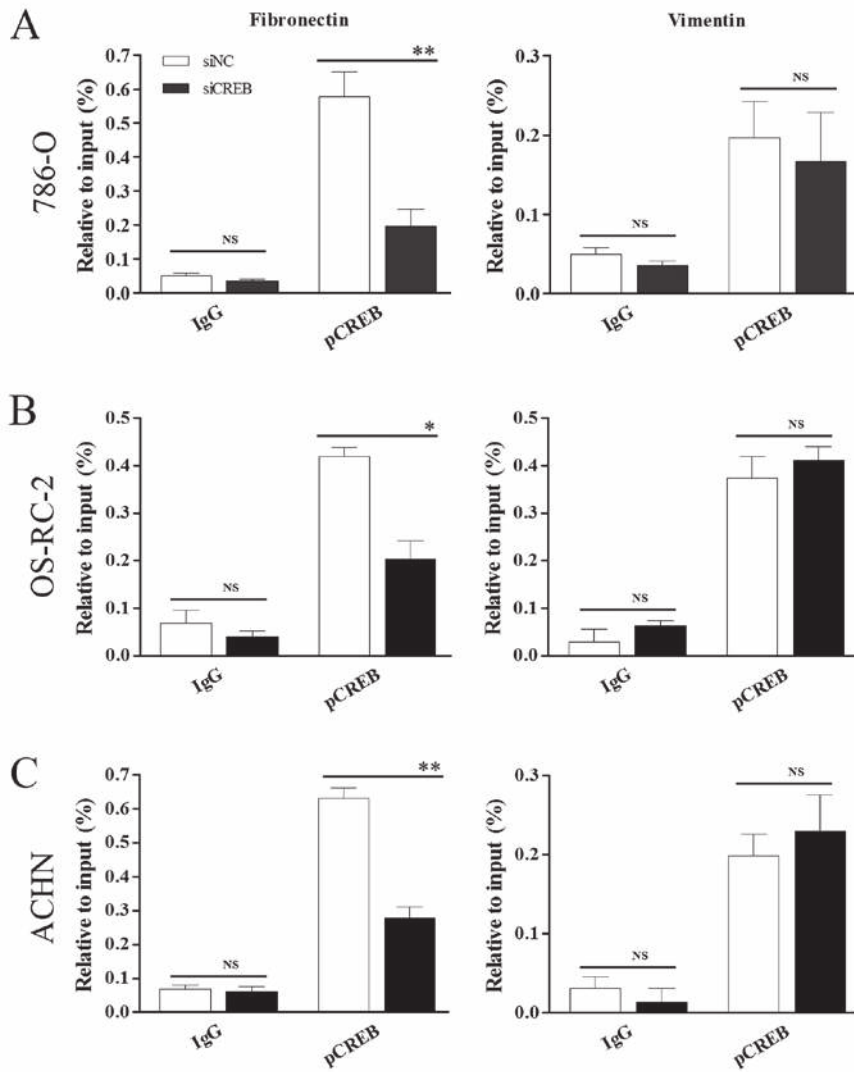 A
Fibronectin
Vimentin
786-O
Relative to input (%)
0.7
0.6
0.5
0.4
0.3
0.2
0.1
0.0
siNC
siCREB
NS
**
IgG
pCREB
Relative to input (%)
0.3
0.2
0.1
0.0
NS
NS
IgG
pCREB
B
OS-RC-2
Relative to input (%)
0.5
0.4
0.3
0.2
0.1
0.0
NS
*
IgG
pCREB
Relative to input (%)
0.5
0.4
0.3
0.2
0.1
0.0
NS
NS
IgG
pCREB
C
ACHN
Relative to input (%)
0.7
0.6
0.5
0.4
0.3
0.2
0.1
0.0
NS
**
IgG
pCREB
Relative to input (%)
0.3
0.2
0.1
0.0
NS
NS
IgG
pCREB